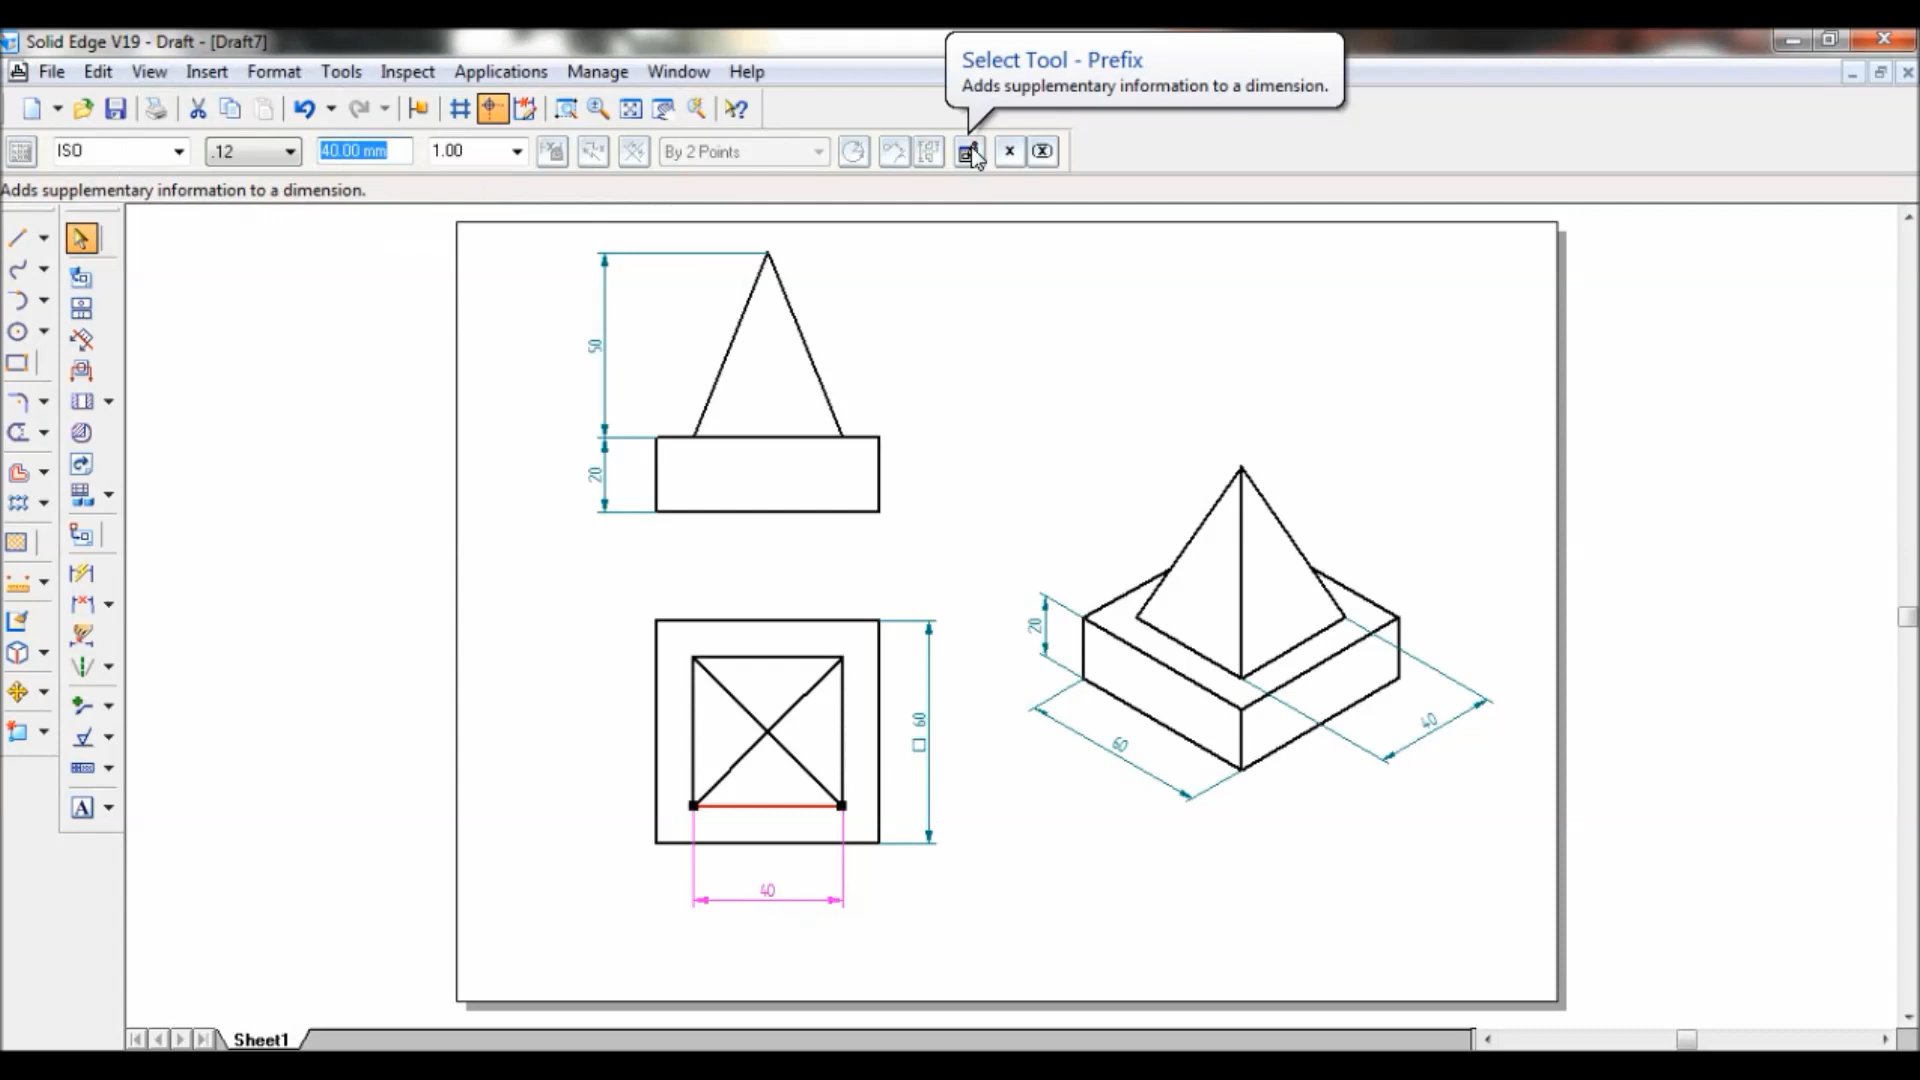 Solid Edge V19 - Draft - [Draft7]
Select Tool - Prefix
Adds supplementary information to a dimension.
File Edit View Insert Format Tools Inspect Applications Manage Window Help
ISO .12 40.00 mm 1.00 By 2 Points
Adds supplementary information to a dimension.
50
20
□ 60
40
20
60
40
A
Sheet1